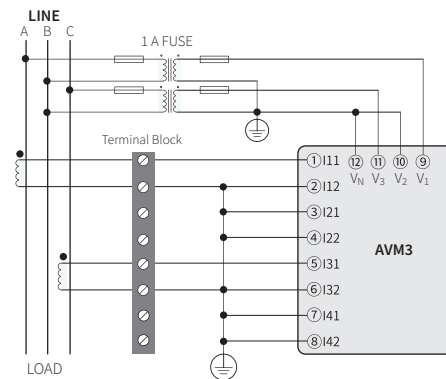 LINE
A B C
1 A FUSE
Terminal Block
① I11
② I12
③ I21
④ I22
⑤ I31
⑥ I32
⑦ I41
⑧ I42
⑫ ⑪ ⑩ ⑨
VN V3 V2 V1
AVM3
LOAD